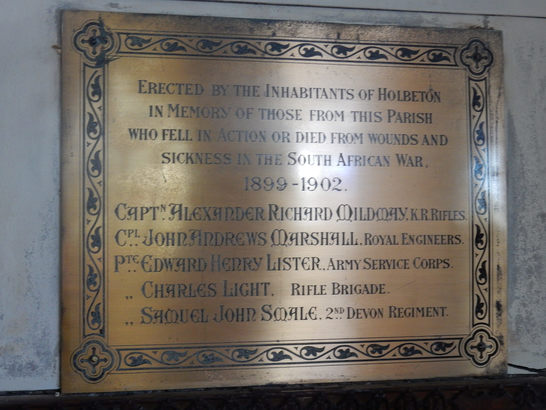 Erected by the Inhabitants of Holbeton
in Memory of those from this Parish
who fell in Action or died from wounds and
sickness in the South African War.
1899-1902.
Captn. Alexander Richard Mildmay. K.R. Rifles.
Cpl. John Andrews Marshall. Royal Engineers.
Pte Edward Henry Lister. Army Service Corps.
„ Charles Light. Rifle Brigade.
„ Samuel John Smale. 2nd Devon Regiment.